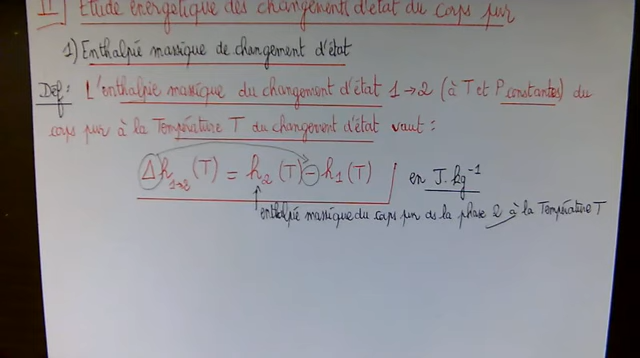 II] Etude énergétique des changements d'état du corps pur
1) Enthalpie massique de changement d'état
Def: L'enthalpie massique du changement d'état 1→2 (à T et P constantes) du
corps pur à la Température T du changement d'état vaut :
Δh1→2 (T) = h2 (T) - h1 (T) en J.kg⁻¹
enthalpie massique du corps pur ds la phase 2 à la Température T